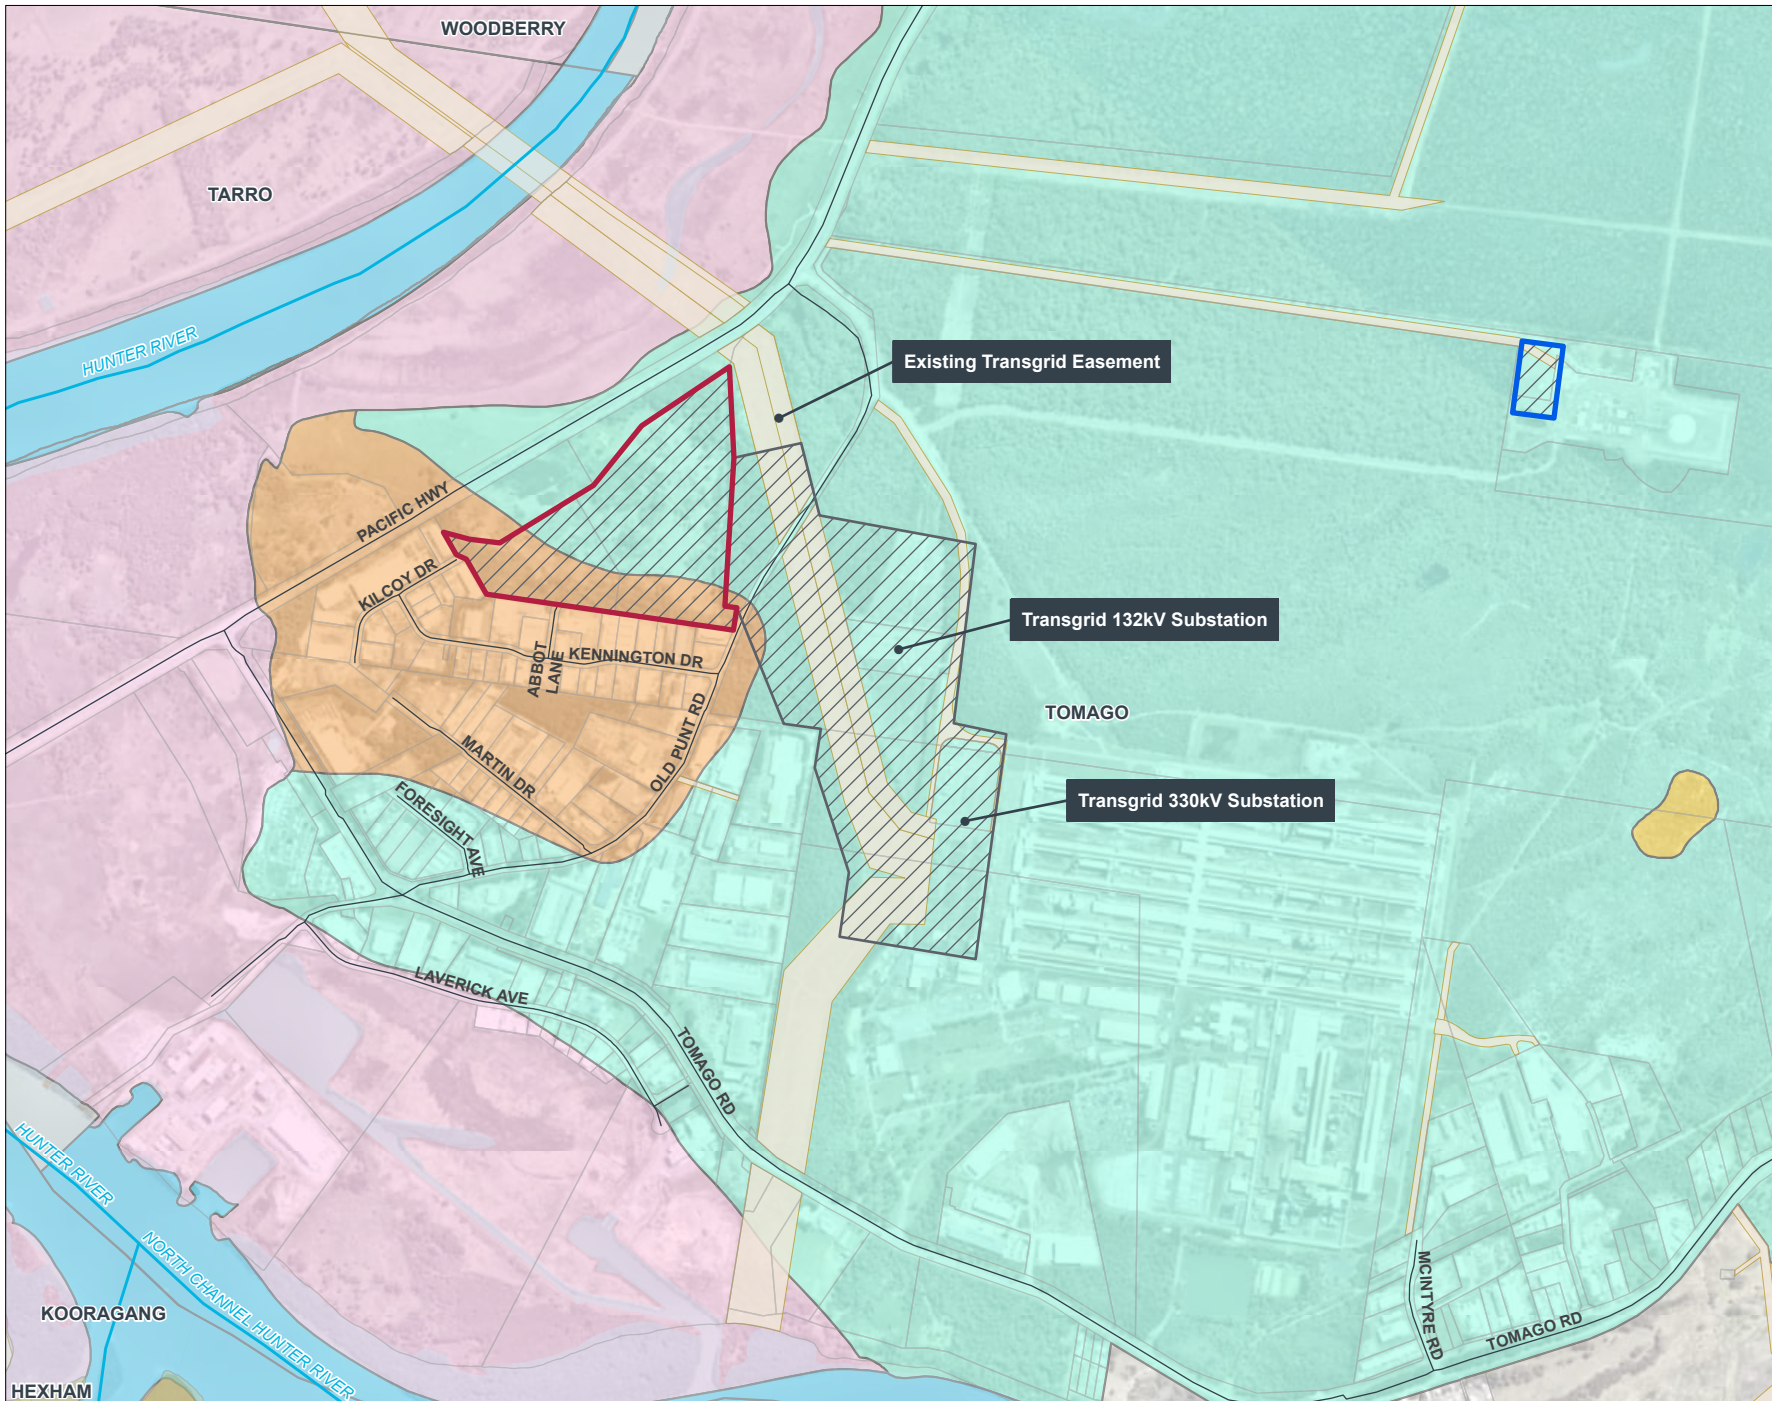 WOODBERRY
TARRO
HUNTER RIVER
Existing Transgrid Easement
PACIFIC HWY
KILCOY DR
Transgrid 132kV Substation
ABBOT
LANE
KENNINGTON DR
OLD PUNT RD
TOMAGO
MARTIN DR
FORESIGHT AVE
Transgrid 330kV Substation
LAVERICK AVE
TOMAGO RD
HUNTER RIVER
NORTH CHANNEL HUNTER RIVER
KOORAGANG
MCINTYRE RD
TOMAGO RD
HEXHAM